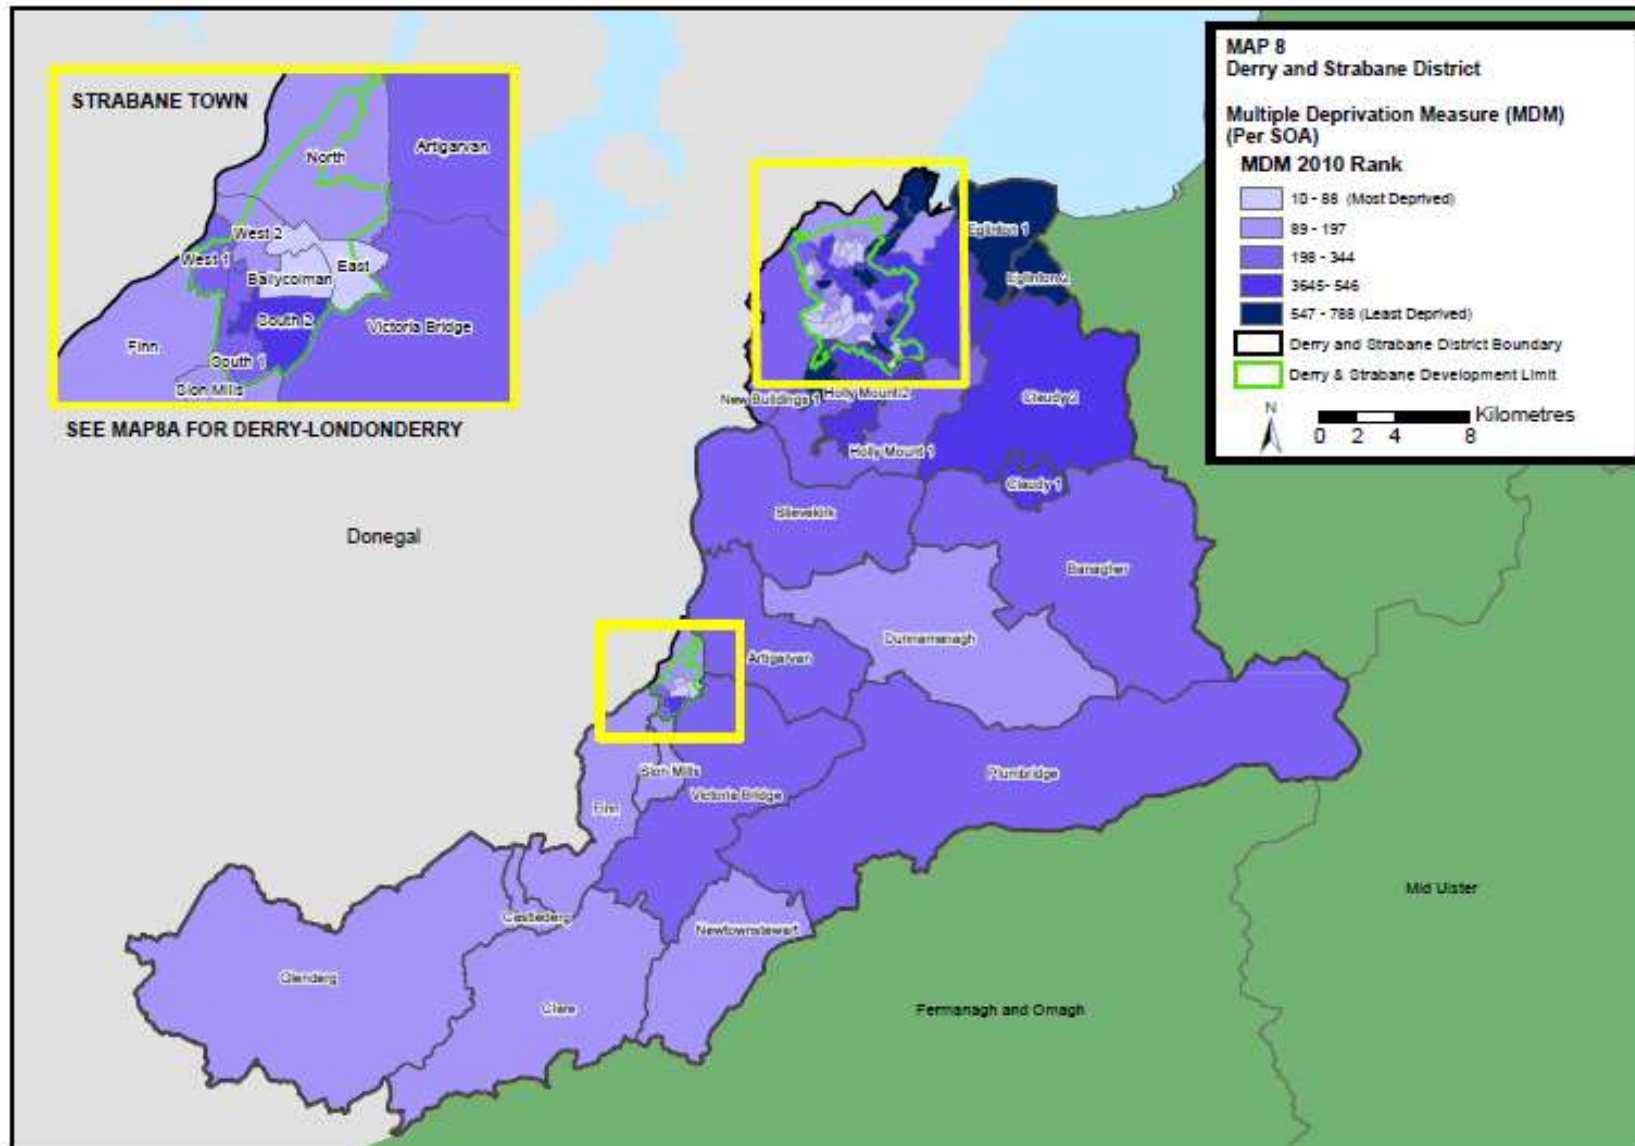 MAP 8
Derry and Strabane District
Multiple Deprivation Measure (MDM)
(Per SOA)
MDM 2010 Rank
10 - 88 (Most Deprived)
89 - 197
198 - 344
3645- 546
547 - 788 (Least Deprived)
Derry and Strabane District Boundary
Derry & Strabane Development Limit
N
Kilometres
0 2 4 8
STRABANE TOWN
North
Artigarvan
West 2
West 1
East
Ballycolman
South 2
Victoria Bridge
Finn
South 1
Sion Mills
SEE MAP8A FOR DERRY-LONDONDERRY
Eglinton 1
Eglinton 2
New Buildings 1
Holly Mount 2
Claudy 2
Holly Mount 1
Claudy 1
Slievekirk
Donegal
Banagher
Dunnamanagh
Artigarvan
Sion Mills
Plumbridge
Victoria Bridge
Finn
Mid Ulster
Castlederg
Newtownstewart
Glenderg
Clare
Fermanagh and Omagh